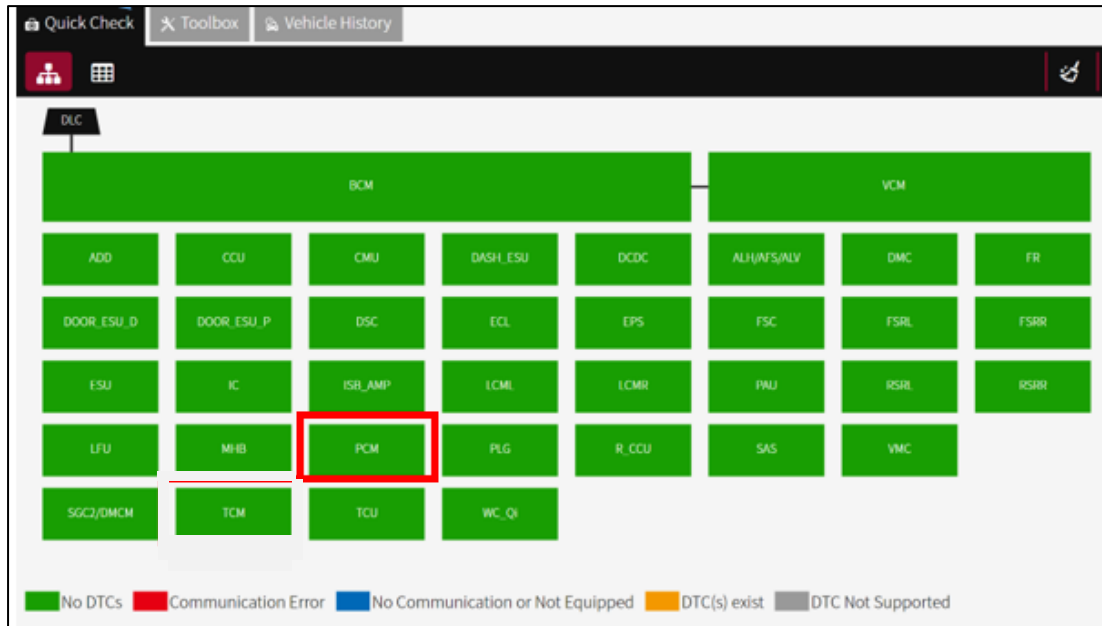 Quick Check Toolbox Vehicle History
DLC
BCM VCM
ADD CCU CMU DASH_ESU DCDC ALH/AFS/ALV DMC FR
DOOR_ESU_D DOOR_ESU_P DSC ECL EPS FSC FSRL FSRR
ESU IC ISB_AMP LCML LCMR PAU RSRL RSRR
LFU MHB PCM PLG R_CCU SAS VMC
SGC2/DMCM TCM TCU WC_Qi
No DTCs Communication Error No Communication or Not Equipped DTC(s) exist DTC Not Supported